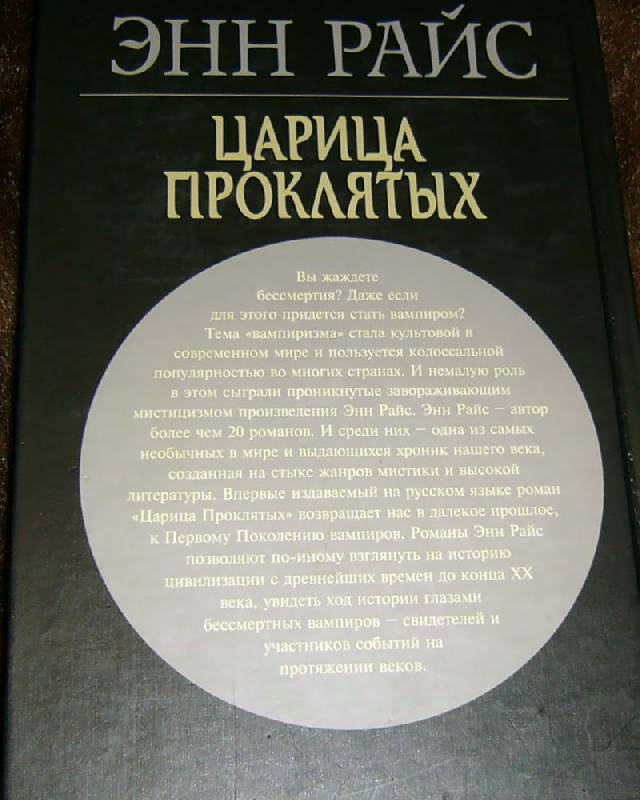 ЭНН РАЙС
ЦАРИЦА
ПРОКЛЯТЫХ
Вы жаждете
бессмертия? Даже если
для этого придется стать вампиром?
Тема «вампиризма» стала культовой в
современном мире и пользуется колоссальной
популярностью во многих странах. И немалую роль
в этом сыграли проникнутые завораживающим
мистицизмом произведения Энн Райс. Энн Райс – автор
более чем 20 романов. И среди них – одна из самых
необычных в мире и выдающихся хроник нашего века,
созданная на стыке жанров мистики и высокой
литературы. Впервые издаваемый на русском языке роман
«Царица Проклятых» возвращает нас в далекое прошлое,
к Первому Поколению вампиров. Романы Энн Райс
позволяют по-иному взглянуть на историю
цивилизации с древнейших времен до конца XX
века, увидеть ход истории глазами
бессмертных вампиров – свидетелей и
участников событий на
протяжении веков.